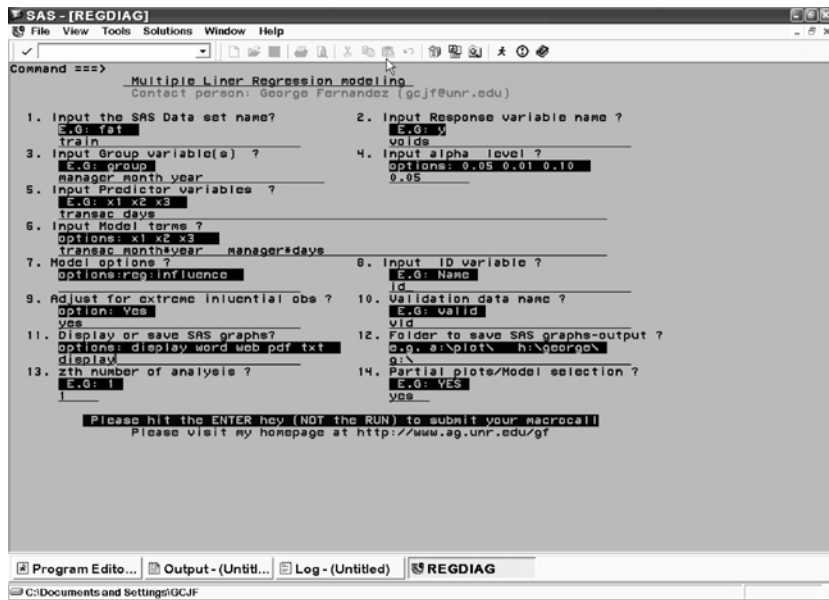 SAS - [REGDIAG]
File View Tools Solutions Window Help
Command ===>
Multiple Liner Regression modeling
Contact person: George Fernandez (gcjf@unr.edu)
1. Input the SAS Data set name? 2. Input Response variable name ?
E.G: fat E.G: y
train voids
3. Input Group variable(s) ? 4. Input alpha level ?
E.G: group options: 0.05 0.01 0.10
manager month year 0.05
5. Input Predictor variables ?
E.G: x1 x2 x3
transac days
6. Input Model terms ?
options: x1 x2 x3
transac month*year manager*days
7. Model options ? 8. Input ID variable ?
options:reg:influence E.G: Name
id
9. Adjust for extreme inluential obs ? 10. Validation data name ?
option: Yes E.G: valid
yes vld
11. Display or save SAS graphs? 12. Folder to save SAS graphs-output ?
options: display word web pdf txt e.g. a:\plot\ h:\george\
display g:\
13. zth number of analysis ? 14. Partial plots/Model selection ?
E.G: 1 E.G: YES
1 yes
Please hit the ENTER key (NOT the RUN) to submit your macrocall
Please visit my homepage at http://www.ag.unr.edu/gf
Program Edito... Output - (Untitl... Log - (Untitled) REGDIAG
C:\Documents and Settings\GCJF